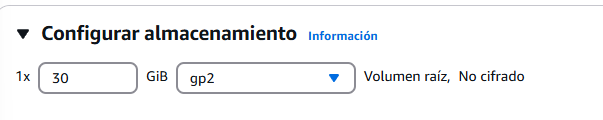 Configurar almacenamiento Información
1x 30 GiB gp2 Volumen raíz, No cifrado